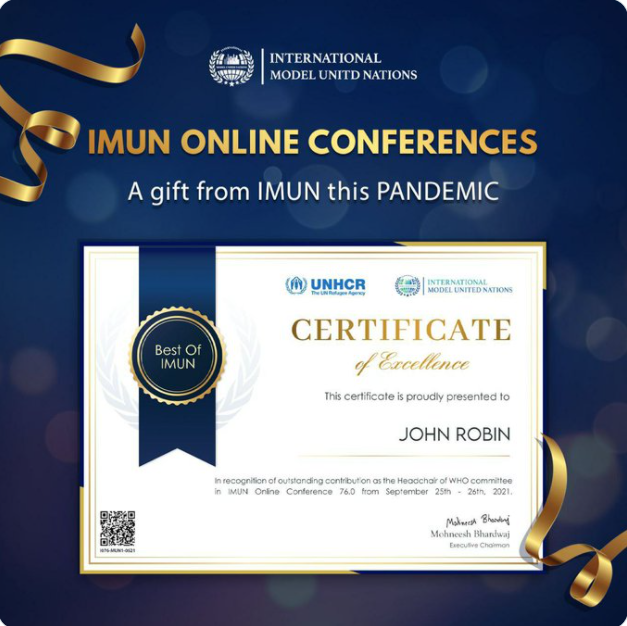 INTERNATIONAL
MODEL UNITD NATIONS
IMUN ONLINE CONFERENCES
A gift from IMUN this PANDEMIC
UNHCR
The UN Refugee Agency
INTERNATIONAL
MODEL UNITED NATIONS
CERTIFICATE
of Excellence
Best Of
IMUN
This certificate is proudly presented to
JOHN ROBIN
In recognition of outstanding contribution as the Headchair of WHO committee
in IMUN Online Conference 76.0 from September 25th - 26th, 2021.
Mohneesh Bhardwaj
Executive Chairman